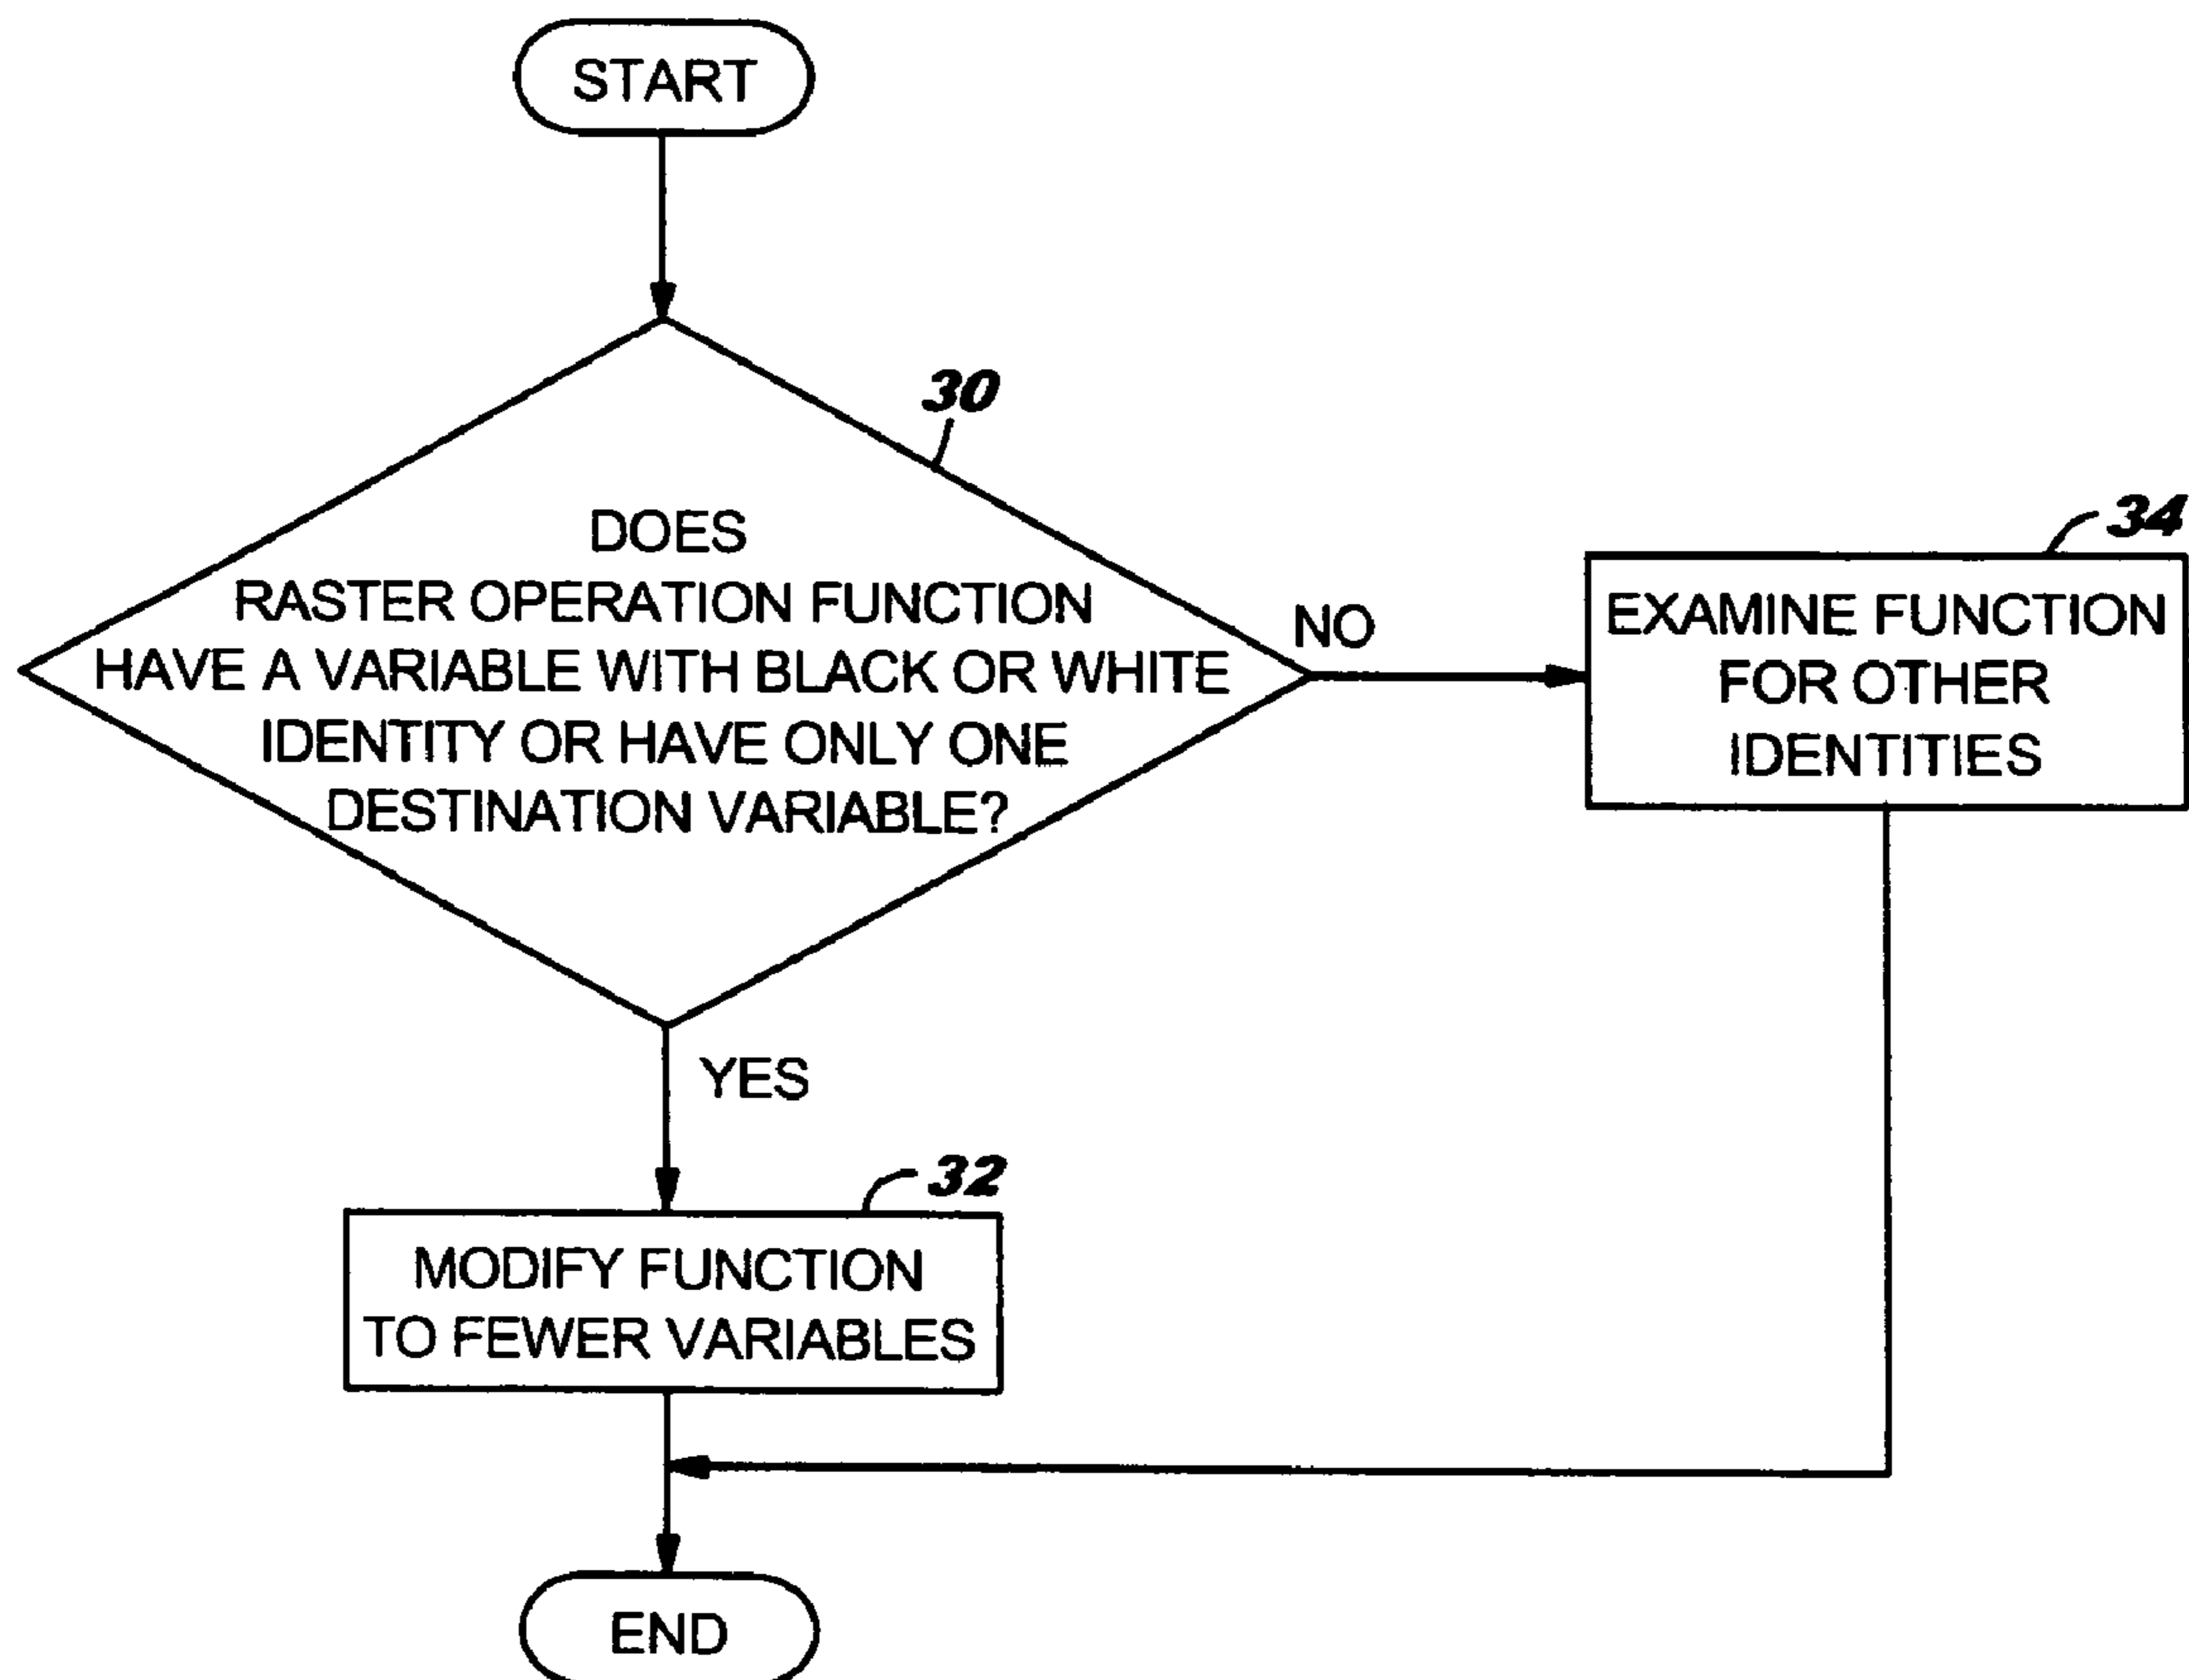 START
30
DOES
RASTER OPERATION FUNCTION
HAVE A VARIABLE WITH BLACK OR WHITE
IDENTITY OR HAVE ONLY ONE
DESTINATION VARIABLE?
NO
34
EXAMINE FUNCTION
FOR OTHER
IDENTITIES
YES
32
MODIFY FUNCTION
TO FEWER VARIABLES
END